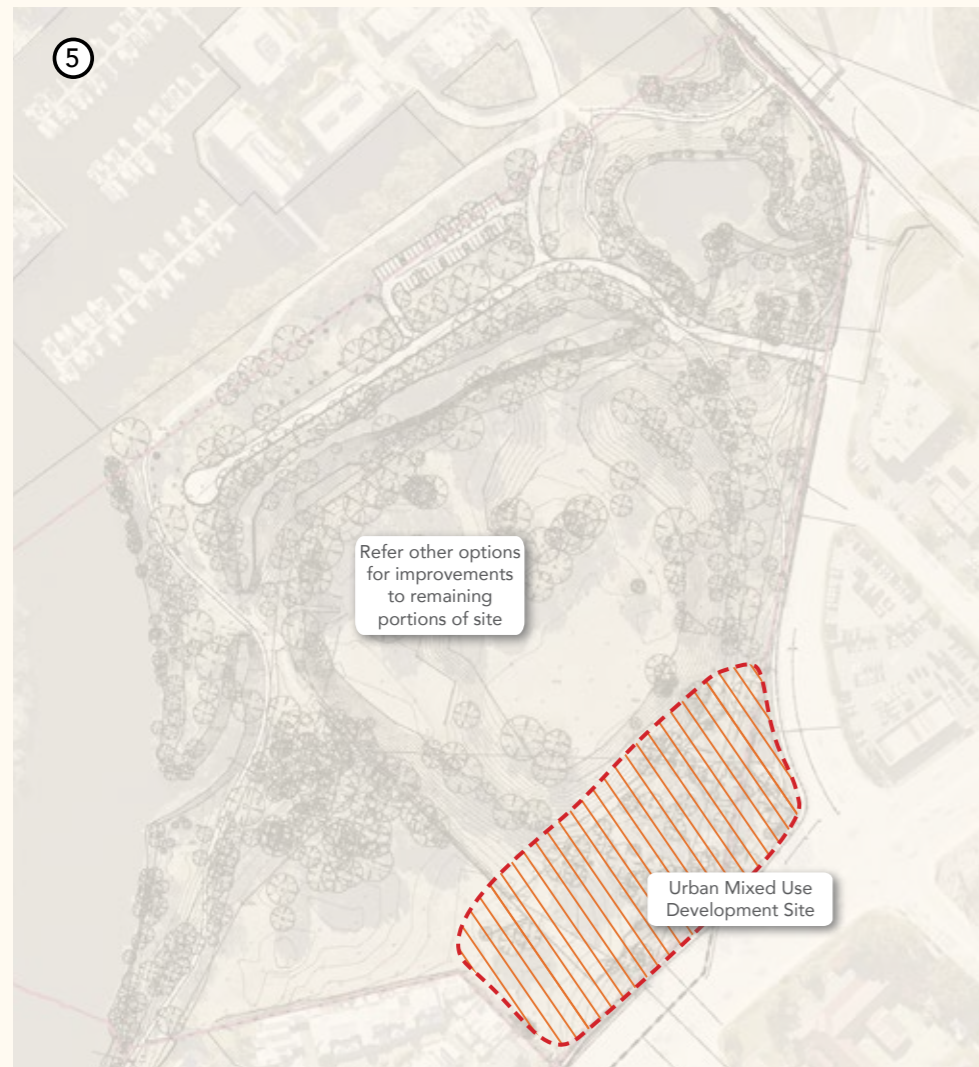 5
Refer other options
for improvements
to remaining
portions of site
Urban Mixed Use
Development Site